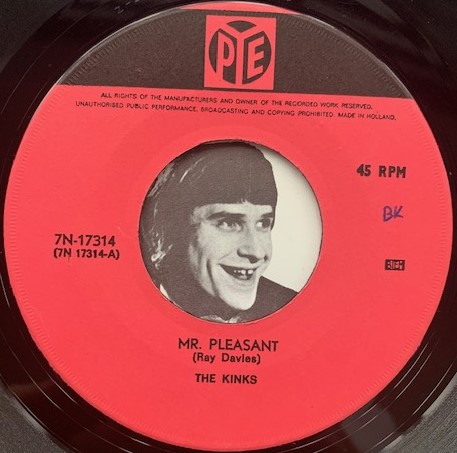 PYE
ALL RIGHTS OF THE MANUFACTURERS AND OWNER OF THE RECORDED WORK RESERVED.
UNAUTHORISED PUBLIC PERFORMANCE, BROADCASTING AND COPYING PROHIBITED. MADE IN HOLLAND.
45 RPM
BK
7N-17314
(7N 17314-A)
BIEM
MR. PLEASANT
(Ray Davies)
THE KINKS